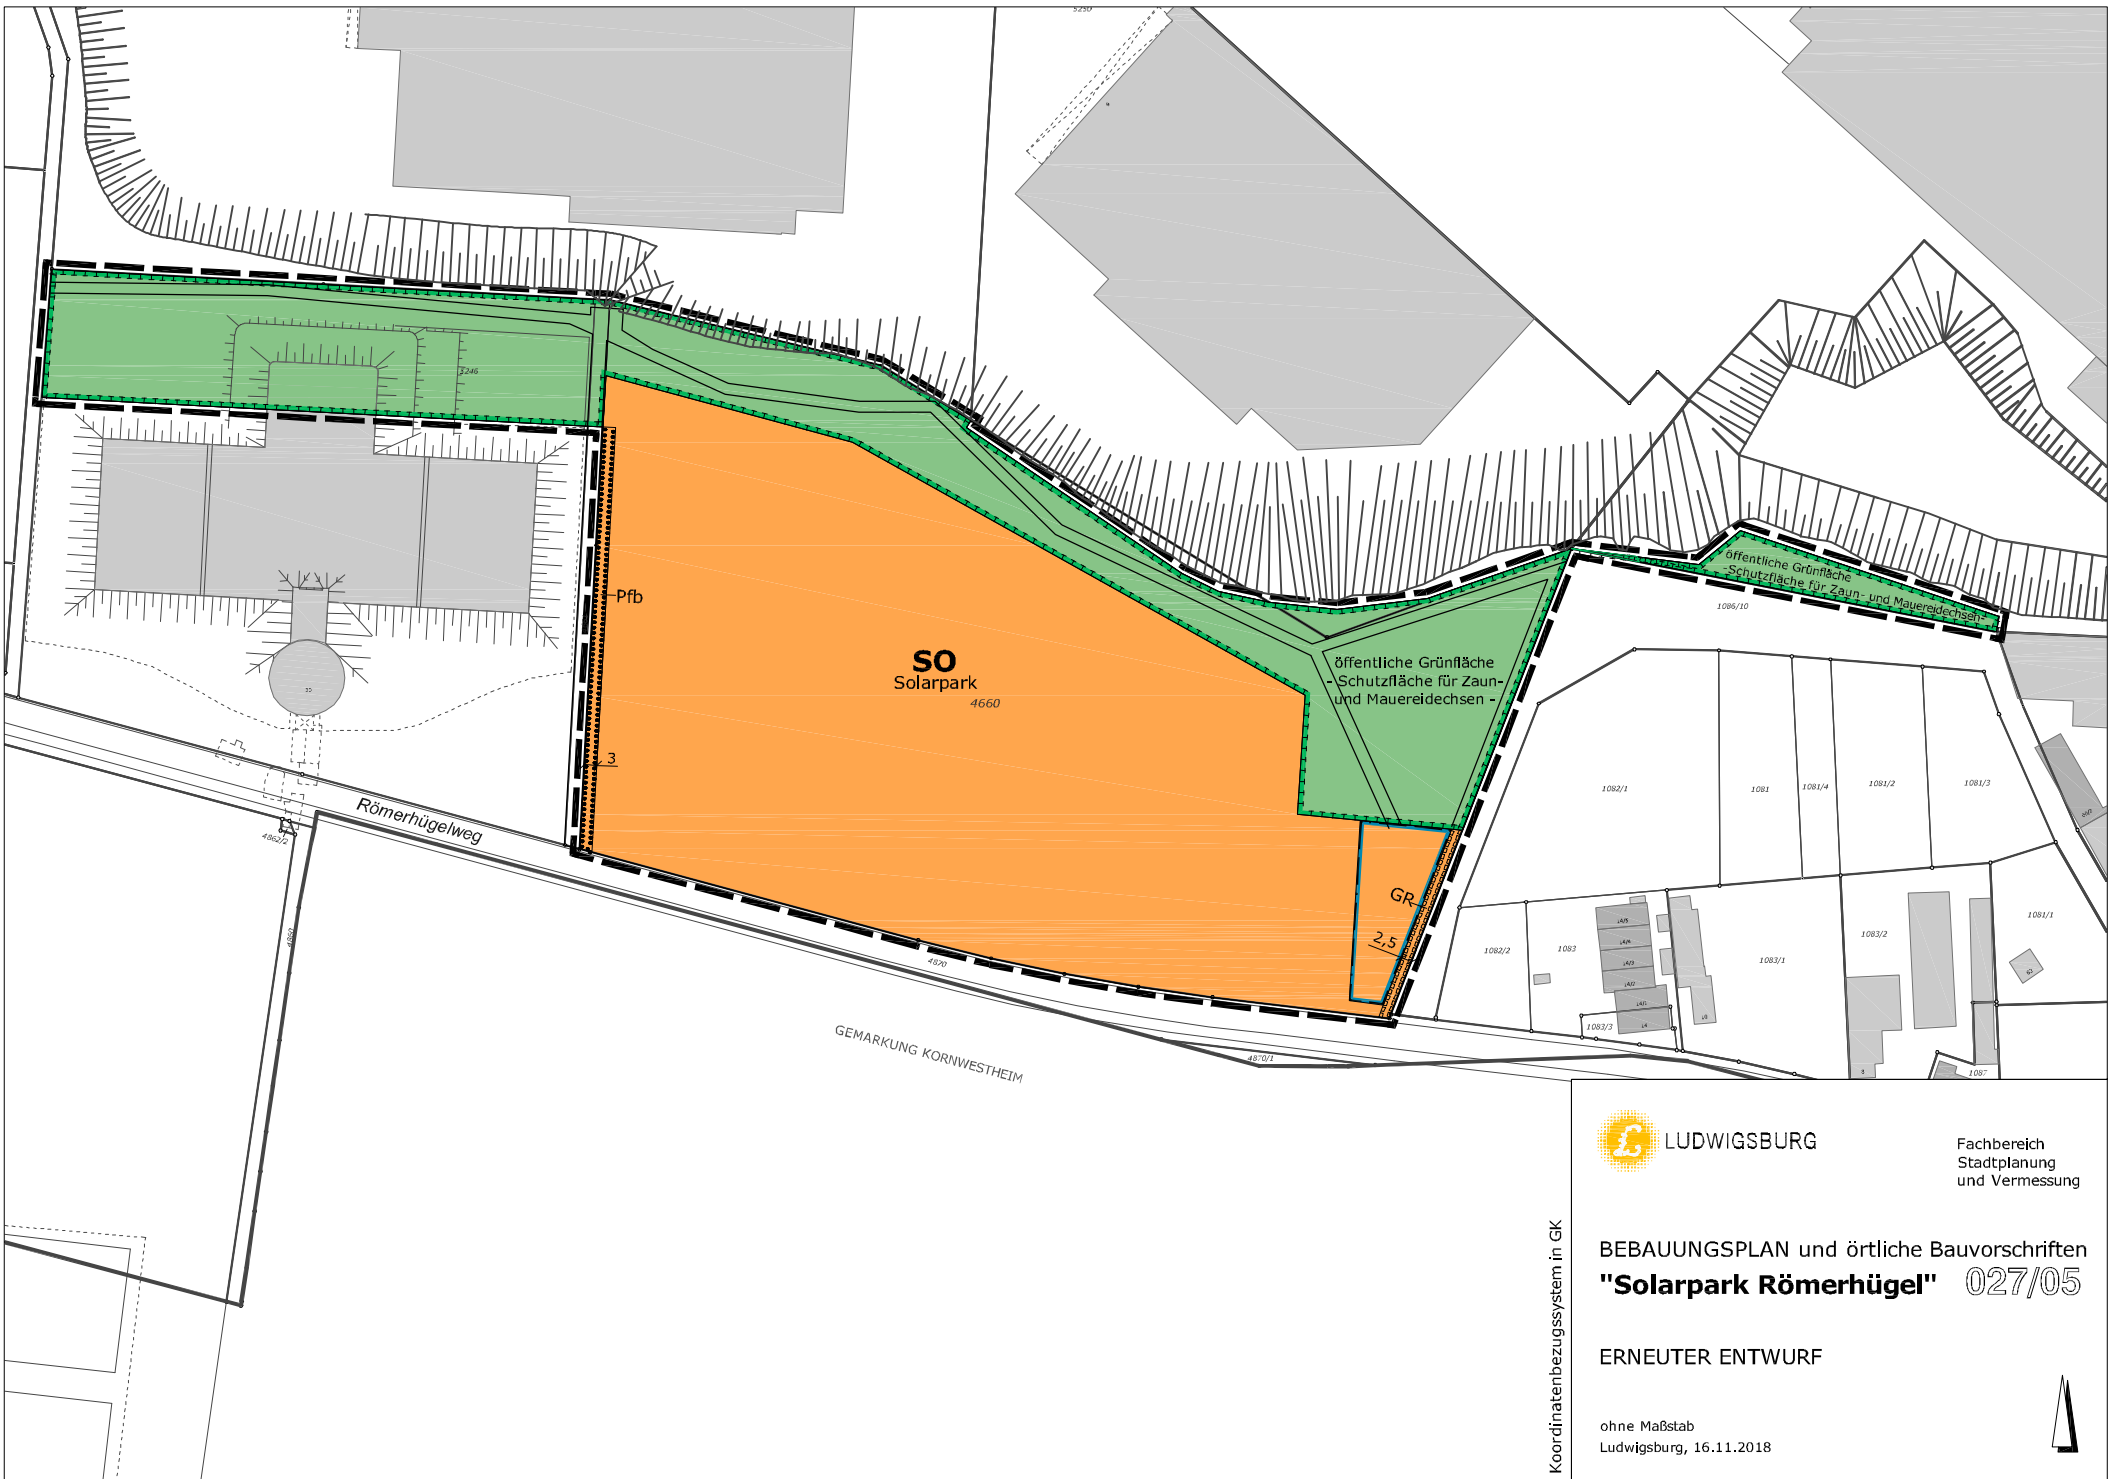 5250
5246
öffentliche Grünfläche
-Schutzfläche für Zaun- und Mauereidechsen-
1086/10
Pfb
SO
Solarpark
4660
öffentliche Grünfläche
- Schutzfläche für Zaun-
und Mauereidechsen -
3
Römerhügelweg
4862/2
4860
1082/1
1081
1081/4
1081/2
1081/3
GR
2,5
1082/2
1083
1083/1
1083/2
1081/1
1083/3
1087
4870
4870/1
GEMARKUNG KORNWESTHEIM
LUDWIGSBURG
Fachbereich
Stadtplanung
und Vermessung
BEBAUUNGSPLAN und örtliche Bauvorschriften
"Solarpark Römerhügel" 027/05
ERNEUTER ENTWURF
ohne Maßstab
Ludwigsburg, 16.11.2018
Koordinatenbezugssystem in GK